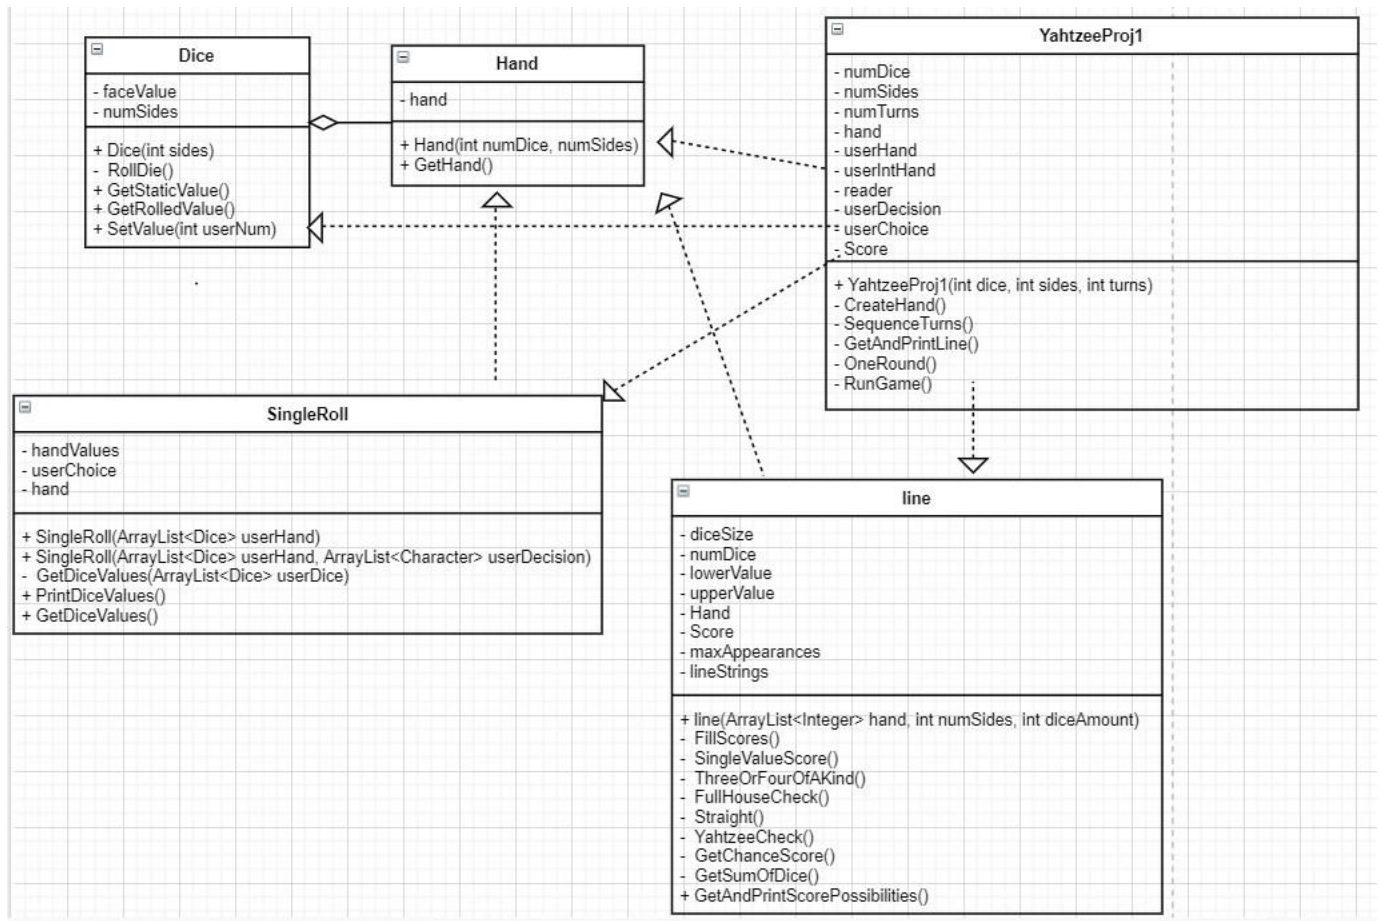 Dice
- faceValue
- numSides
+ Dice(int sides)
- RollDie()
+ GetStaticValue()
+ GetRolledValue()
+ SetValue(int userNum)
Hand
- hand
+ Hand(int numDice, numSides)
+ GetHand()
YahtzeeProj1
- numDice
- numSides
- numTurns
- hand
- userHand
- userIntHand
- reader
- userDecision
- userChoice
- Score
+ YahtzeeProj1(int dice, int sides, int turns)
- CreateHand()
- SequenceTurns()
- GetAndPrintLine()
- OneRound()
- RunGame()
SingleRoll
- handValues
- userChoice
- hand
+ SingleRoll(ArrayList<Dice> userHand)
+ SingleRoll(ArrayList<Dice> userHand, ArrayList<Character> userDecision)
- GetDiceValues(ArrayList<Dice> userDice)
+ PrintDiceValues()
+ GetDiceValues()
line
- diceSize
- numDice
- lowerValue
- upperValue
- Hand
- Score
- maxAppearances
- lineStrings
+ line(ArrayList<Integer> hand, int numSides, int diceAmount)
- FillScores()
- SingleValueScore()
- ThreeOrFourOfAKind()
- FullHouseCheck()
- Straight()
- YahtzeeCheck()
- GetChanceScore()
- GetSumOfDice()
+ GetAndPrintScorePossibilities()